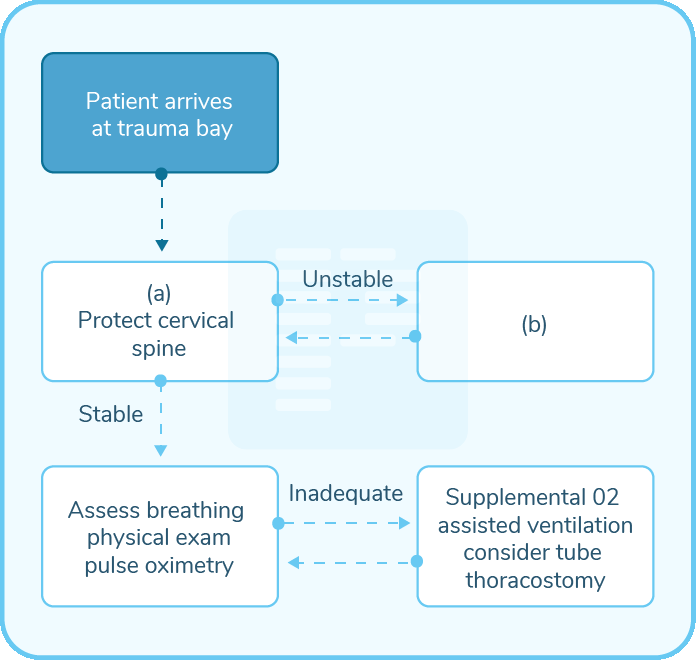 Patient arrives
at trauma bay
(a)
Protect cervical
spine
Unstable
(b)
Stable
Assess breathing
physical exam
pulse oximetry
Inadequate
Supplemental 02
assisted ventilation
consider tube
thoracostomy